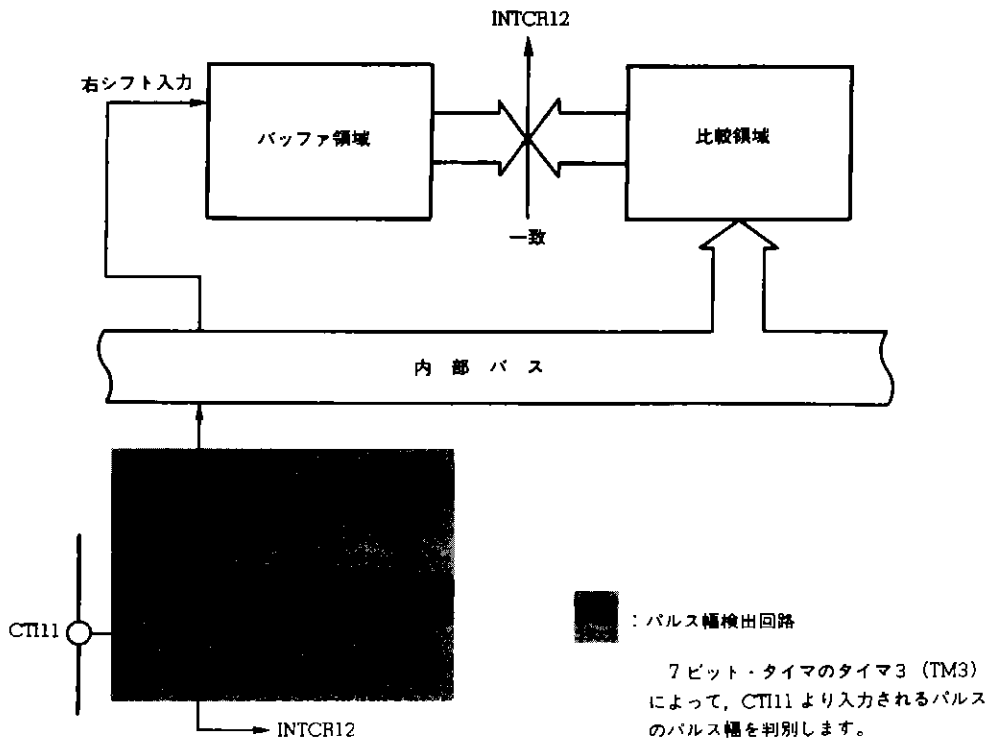 INTCR12
右シフト入力
バッファ領域
比較領域
一致
内部バス
CTI11
INTCR12
：パルス幅検出回路
7ビット・タイマのタイマ3 (TM3)
によって，CTI11より入力されるパルス
のパルス幅を判別します。